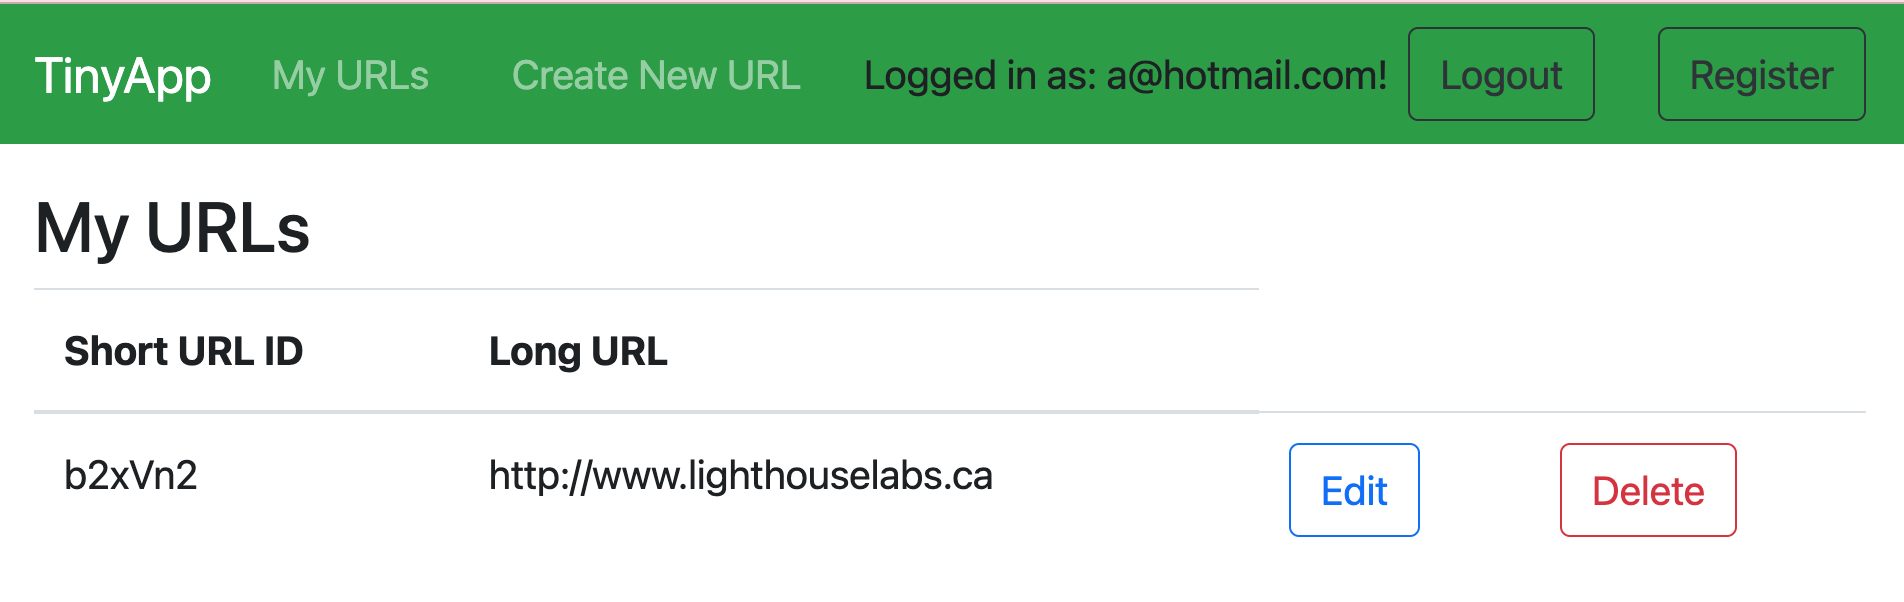 TinyApp My URLs Create New URL Logged in as: a@hotmail.com! Logout Register
My URLs
Short URL ID Long URL
b2xVn2 http://www.lighthouselabs.ca Edit Delete